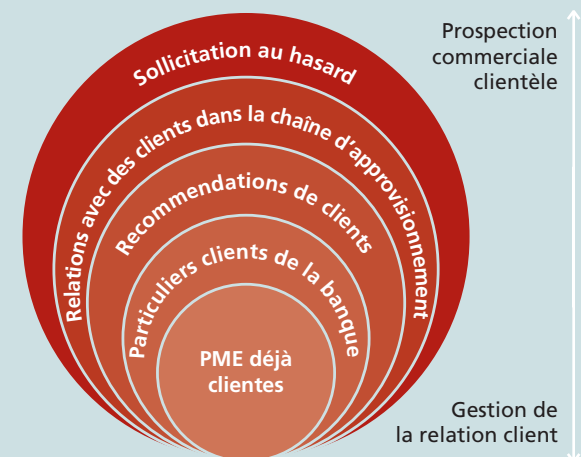 Prospection
commerciale
clientèle
Sollicitation au hasard
Relations avec des clients dans la chaîne d'approvisionnement
Recommendations de clients
Particuliers clients de la banque
PME déjà
clientes
Gestion de
la relation client